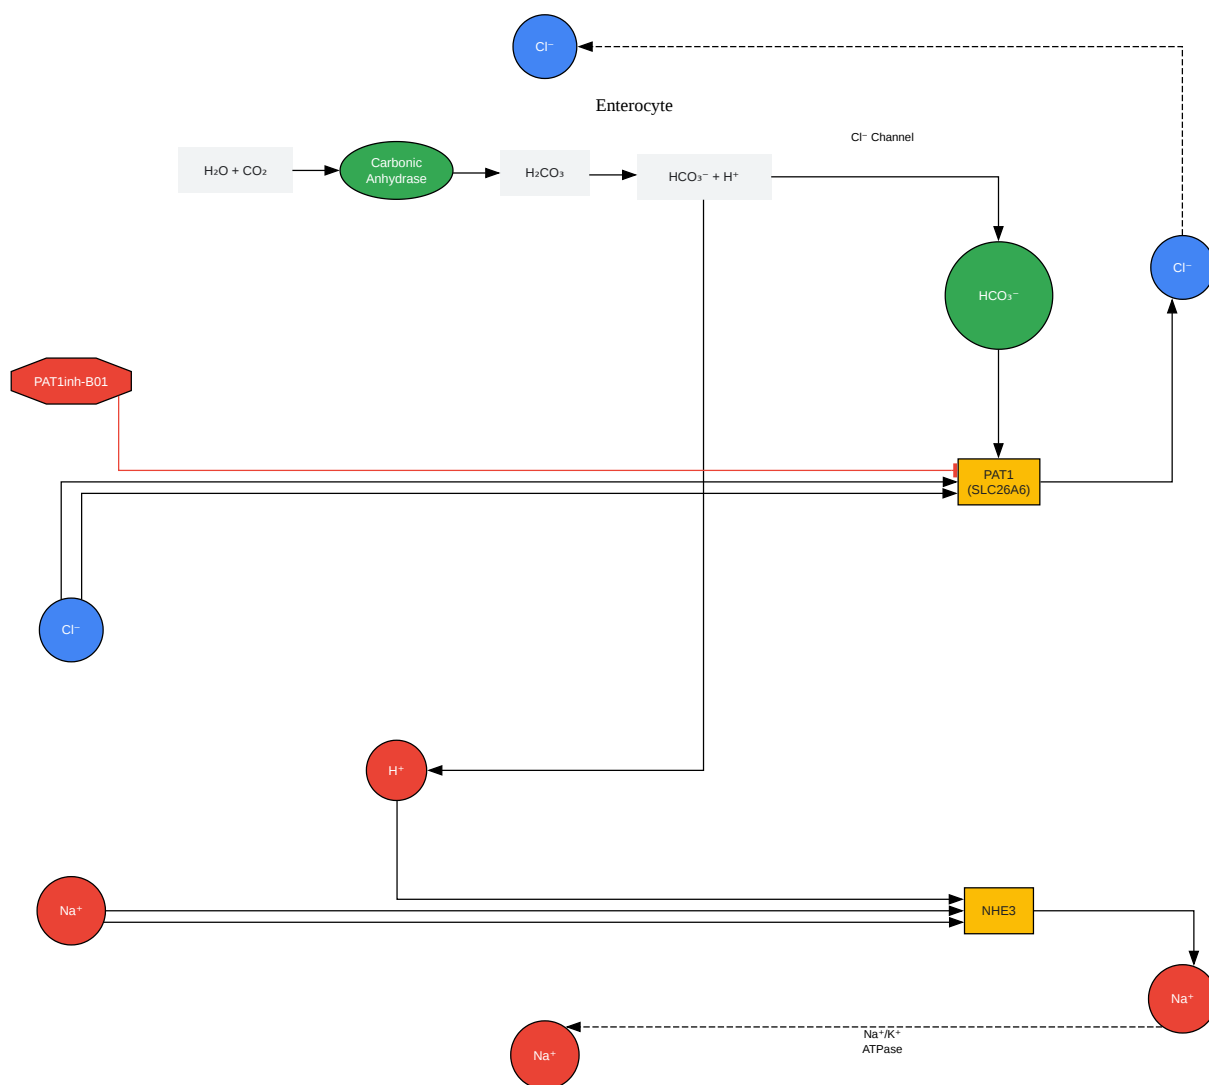 Cl⁻
Enterocyte
Cl⁻ Channel
H₂O + CO₂
Carbonic
Anhydrase
H₂CO₃
HCO₃⁻ + H⁺
Cl⁻
HCO₃⁻
PAT1inh-B01
PAT1
(SLC26A6)
Cl⁻
H⁺
Na⁺
NHE3
Na⁺
Na⁺/K⁺
ATPase
Na⁺